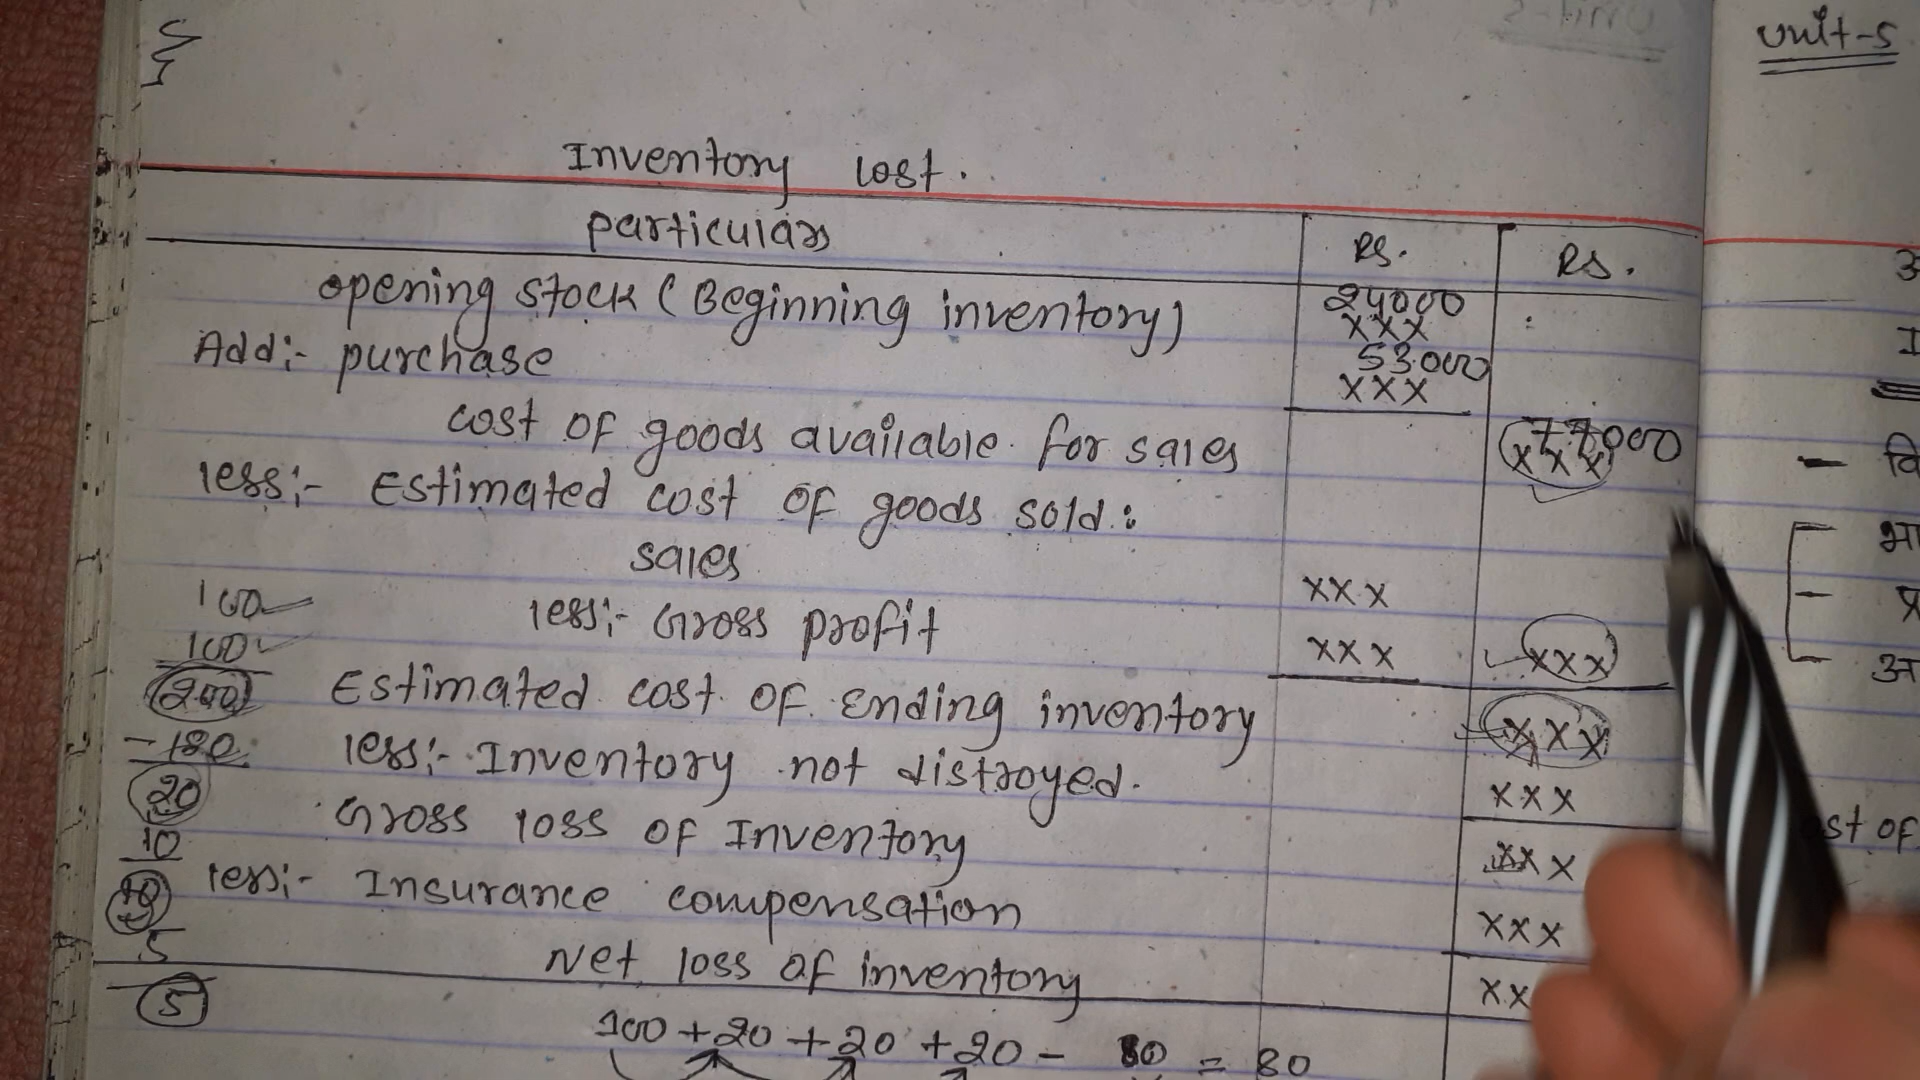 unit-5
Inventory cost.
particulars Rs. Rs.
opening stock (Beginning inventory) 24000
xxx
Add:- purchase 53000
xxx
cost of goods available for sales 77000
xxx
less:- Estimated cost of goods sold:
sales xxx
100 less:- Gross profit xxx xxx
100
200 Estimated cost of Ending inventory xxx
-180 less:- Inventory not distroyed. xxx
20 Gross loss of Inventory xxx
10
10 less:- Insurance compensation xxx
5 Net loss of inventory xx
5
100 + 20 + 20 + 20 - 80 = 80
I
- वि
भा
- प्र
अ
ost of